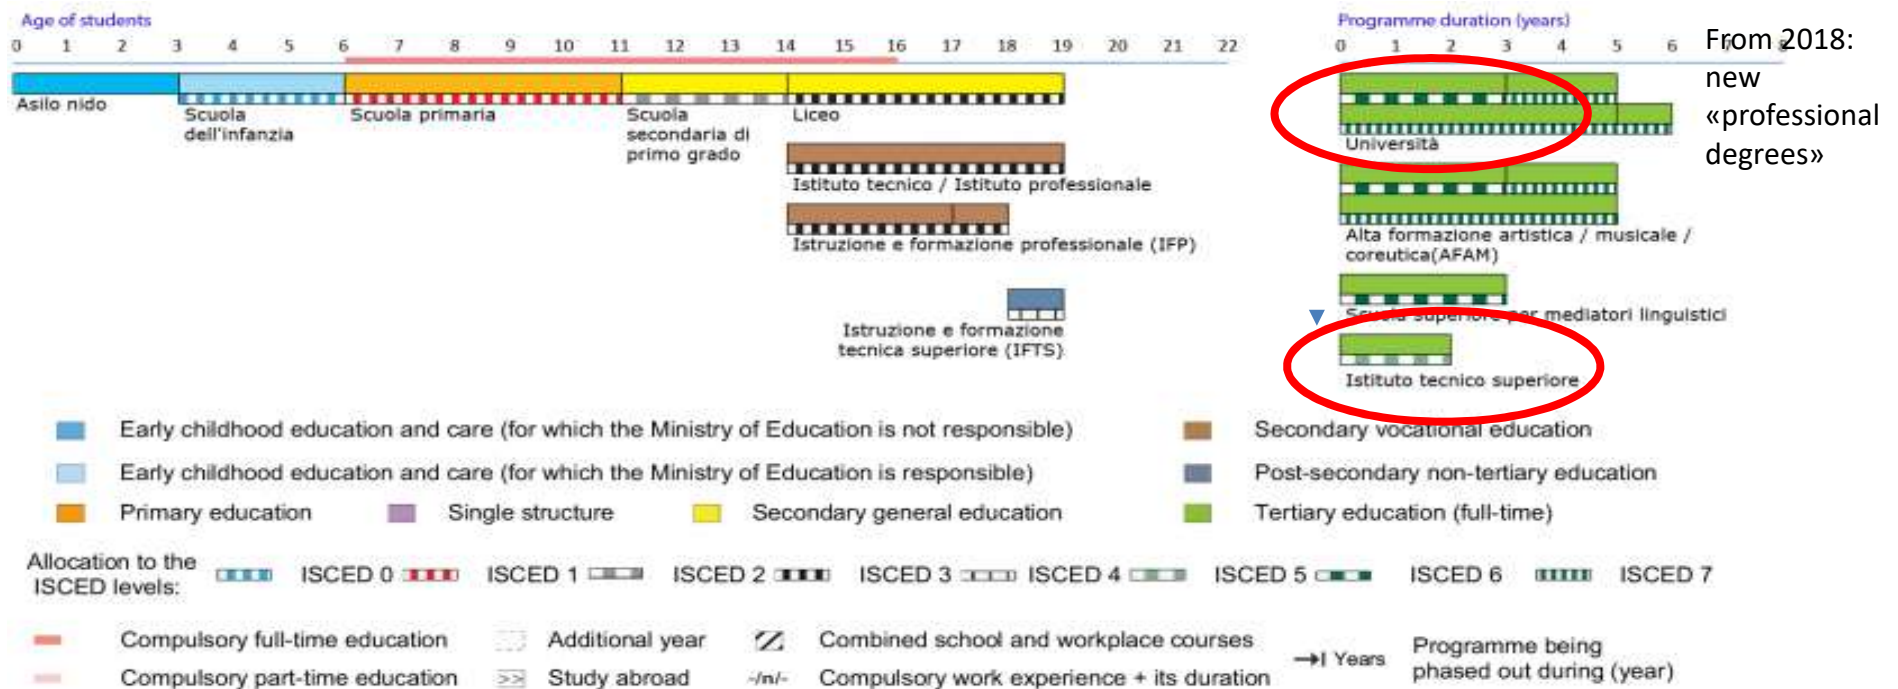 Age of students
0 1 2 3 4 5 6 7 8 9 10 11 12 13 14 15 16 17 18 19 20 21 22
Asilo nido
Scuola
dell'infanzia
Scuola primaria
Scuola
secondaria di
primo grado
Liceo
Istituto tecnico / Istituto professionale
Istruzione e formazione professionale (IFP)
Istruzione e formazione
tecnica superiore (IFTS)
Programme duration (years)
0 1 2 3 4 5 6 7 8
From 2018:
new
«professional
degrees»
Università
Alta formazione artistica / musicale /
coreutica(AFAM)
Scuola superiore per mediatori linguistici
Istituto tecnico superiore
Early childhood education and care (for which the Ministry of Education is not responsible)
Secondary vocational education
Early childhood education and care (for which the Ministry of Education is responsible)
Post-secondary non-tertiary education
Primary education
Single structure
Secondary general education
Tertiary education (full-time)
Allocation to the
ISCED levels:
ISCED 0
ISCED 1
ISCED 2
ISCED 3
ISCED 4
ISCED 5
ISCED 6
ISCED 7
Compulsory full-time education
Additional year
Combined school and workplace courses
Years
Programme being
phased out during (year)
Compulsory part-time education
>> Study abroad
-/n/- Compulsory work experience + its duration